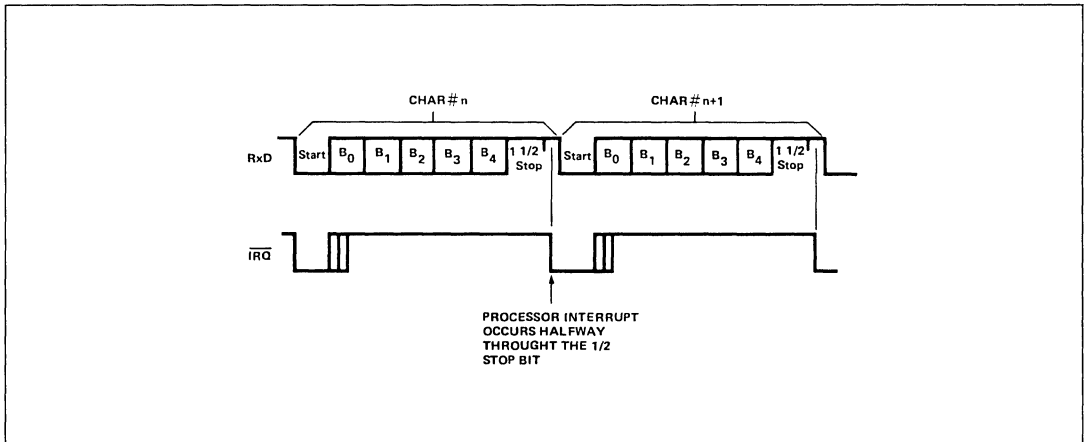 CHAR#n CHAR#n+1
RxD Start B0 B1 B2 B3 B4 1 1/2 Stop Start B0 B1 B2 B3 B4 1 1/2 Stop
IRQ
PROCESSOR INTERRUPT
OCCURS HALFWAY
THROUGHT THE 1/2
STOP BIT